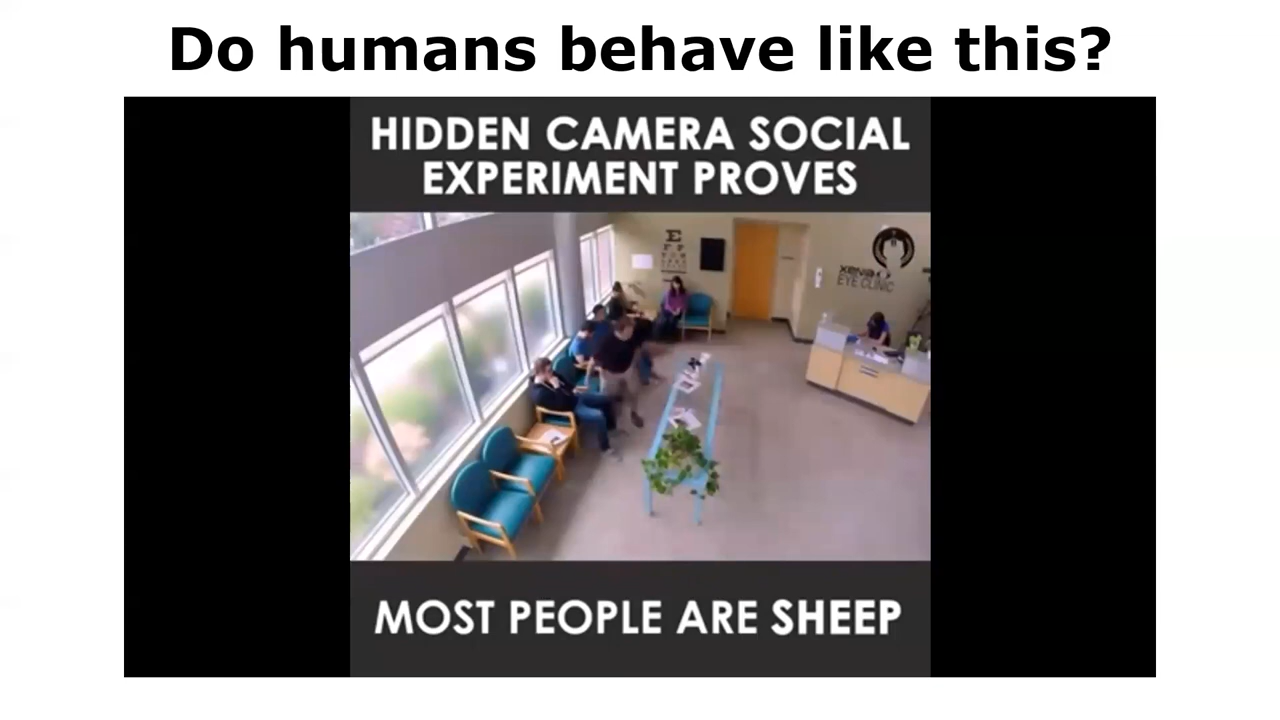 Do humans behave like this?
HIDDEN CAMERA SOCIAL
EXPERIMENT PROVES
E
EYE CLINIC
MOST PEOPLE ARE SHEEP